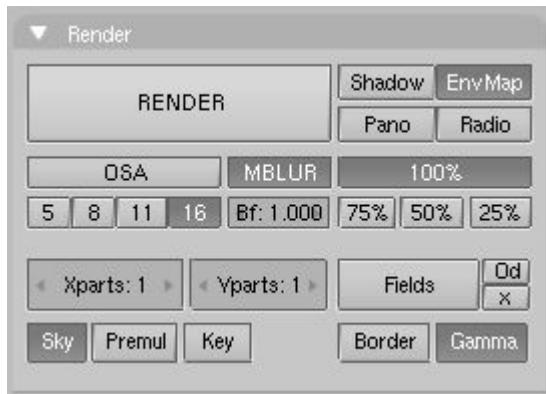 Render
RENDER
Shadow EnvMap
Pano Radio
OSA MBLUR 100%
5 8 11 16 Bf: 1.000 75% 50% 25%
Xparts: 1 Yparts: 1 Fields Od
X
Sky Premul Key Border Gamma